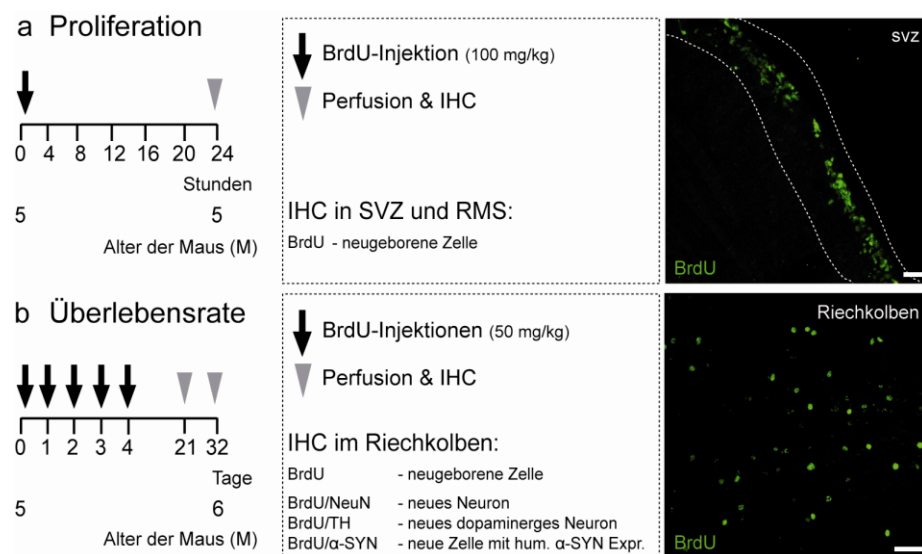 a Proliferation
0 4 8 12 16 20 24
Stunden
5 5
Alter der Maus (M)
BrdU-Injektion (100 mg/kg)
Perfusion & IHC
IHC in SVZ und RMS:
BrdU - neugeborene Zelle
SVZ
BrdU
b Überlebensrate
0 1 2 3 4 21 32
Tage
5 6
Alter der Maus (M)
BrdU-Injektionen (50 mg/kg)
Perfusion & IHC
IHC im Riechkolben:
BrdU - neugeborene Zelle
BrdU/NeuN - neues Neuron
BrdU/TH - neues dopaminerges Neuron
BrdU/α-SYN - neue Zelle mit hum. α-SYN Expr.
Riechkolben
BrdU